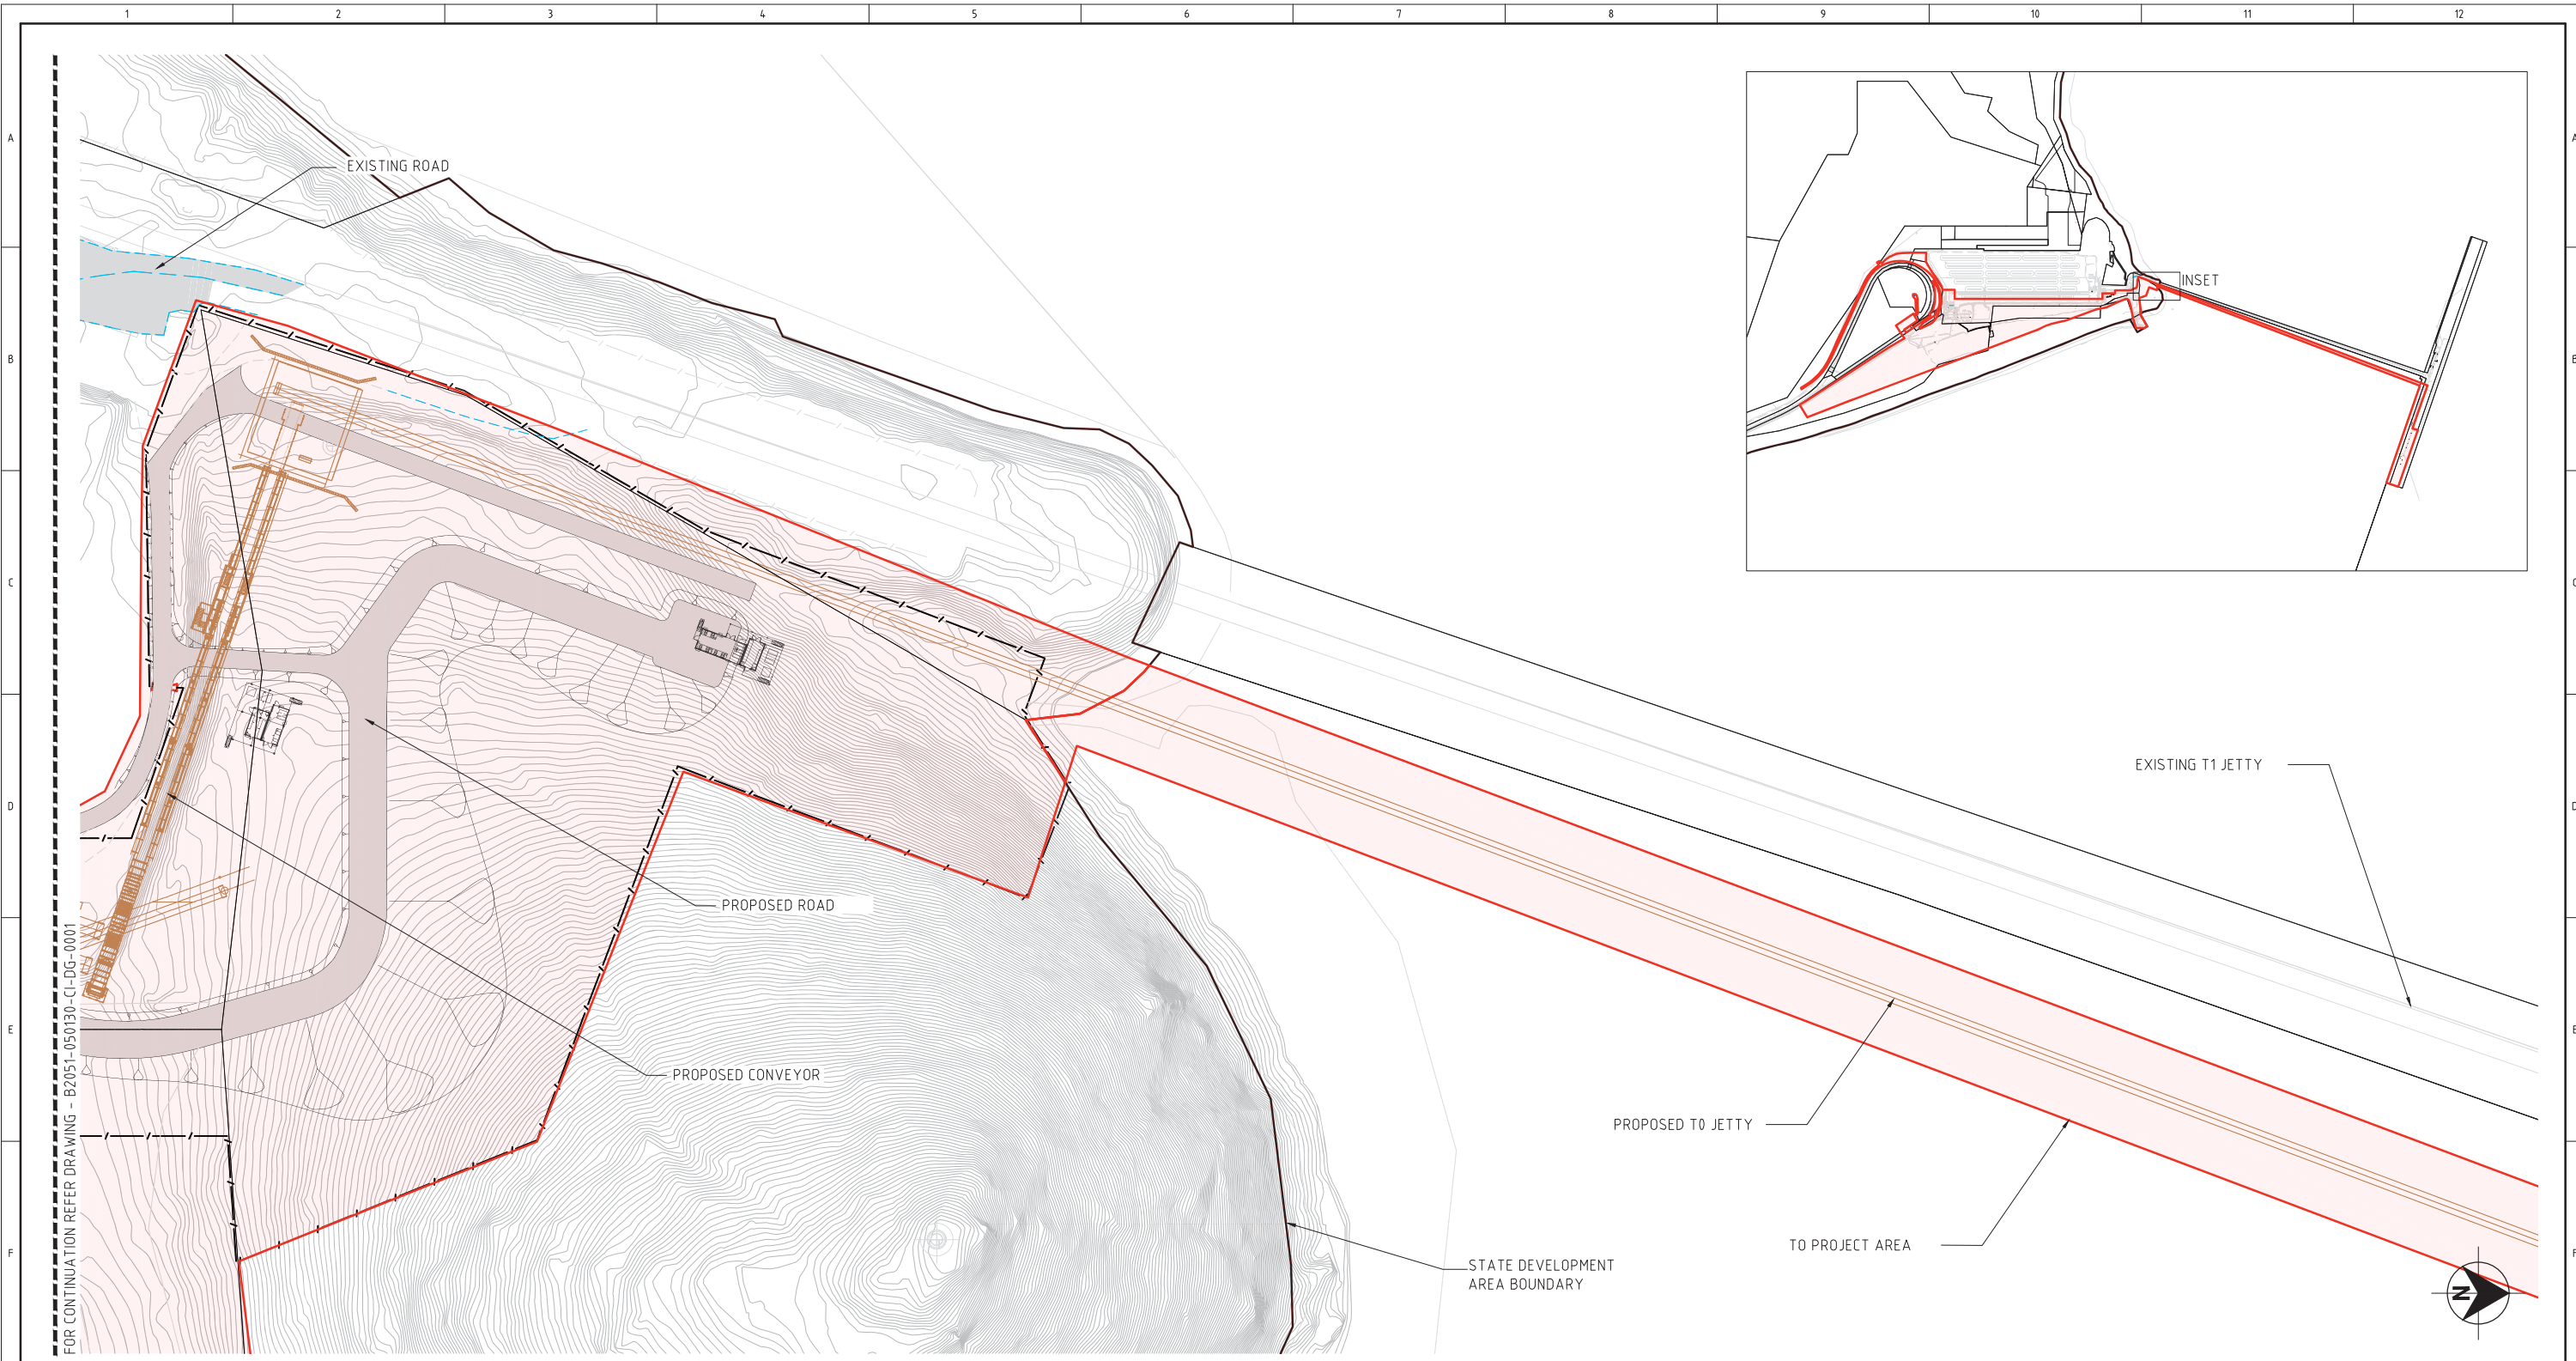 1 2 3 4 5 6 7 8 9 10 11 12
A A
EXISTING ROAD
INSET
B B
C C
EXISTING T1 JETTY
D D
PROPOSED ROAD
FOR CONTINUATION REFER DRAWING - B2051-050130-CI-DG-0001
E E
PROPOSED CONVEYOR
PROPOSED T0 JETTY
TO PROJECT AREA
F F
STATE DEVELOPMENT
AREA BOUNDARY
N